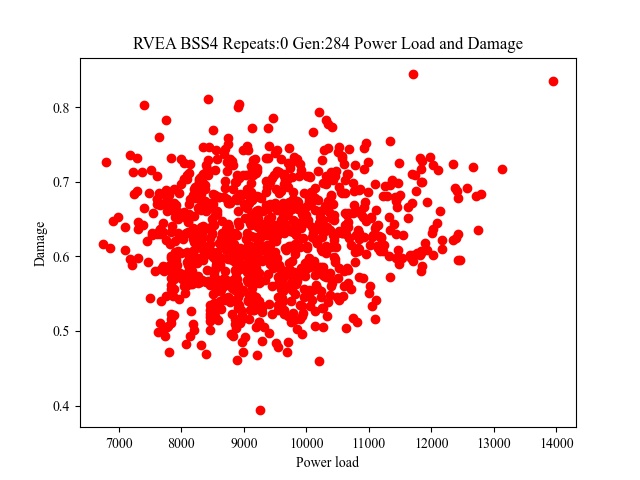 RVEA BSS4 Repeats:0 Gen:284 Power Load and Damage
0.8
0.7
0.6
0.5
0.4
Damage
7000 8000 9000 10000 11000 12000 13000 14000
Power load